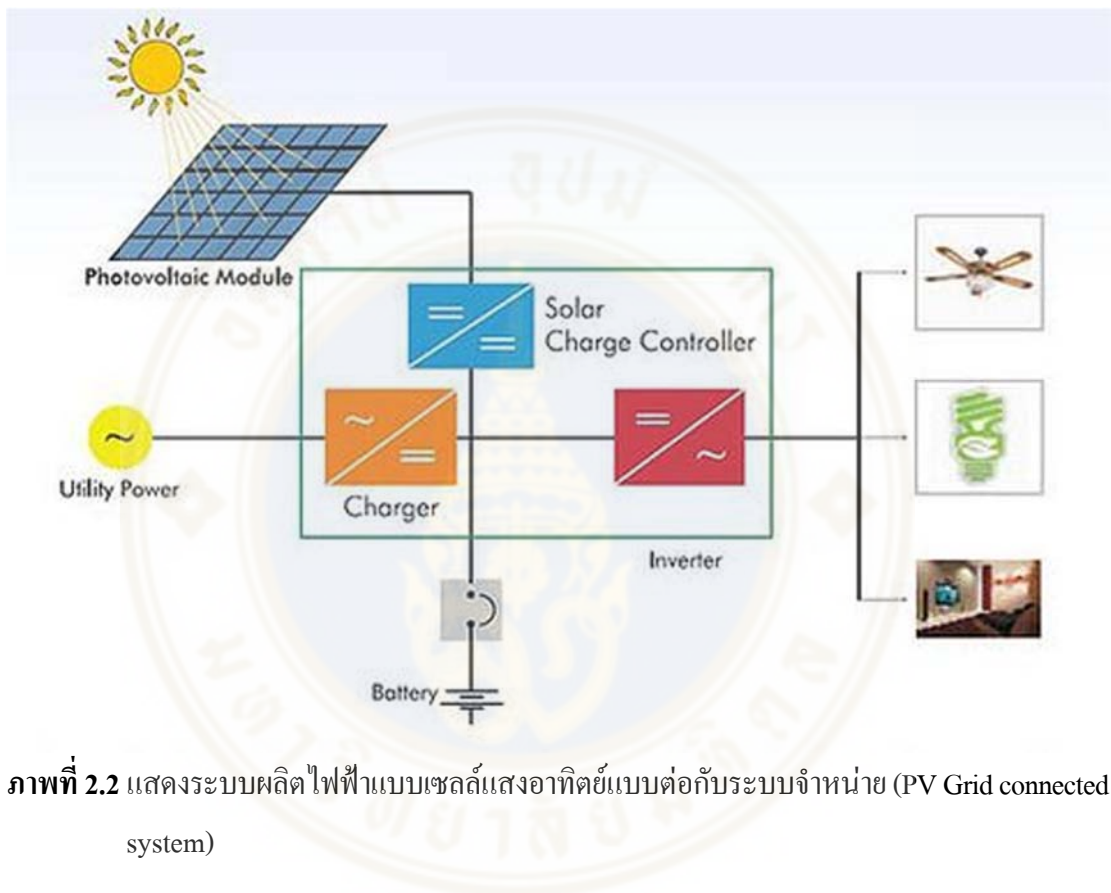 Photovoltaic Module
Solar
Charge Controller
Utility Power
Charger
Inverter
Battery
ภาพที่ 2.2 แสดงระบบผลิตไฟฟ้าแบบเซลล์แสงอาทิตย์แบบต่อกับระบบจำหน่าย (PV Grid connected
system)